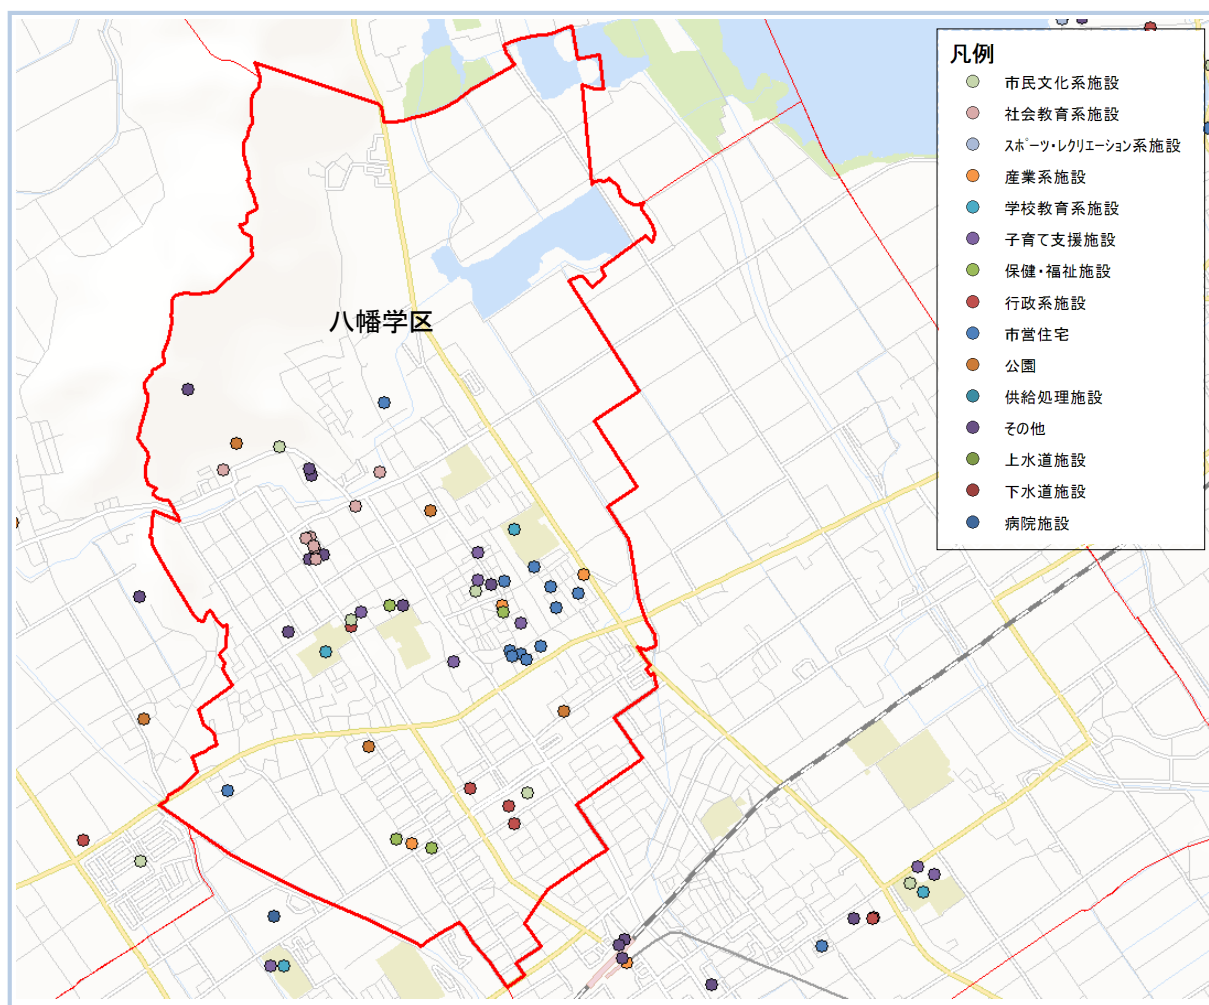 凡例
市民文化系施設
社会教育系施設
ｽﾎﾟｰﾂ・ﾚｸﾘｴｰｼｮﾝ系施設
産業系施設
学校教育系施設
子育て支援施設
保健・福祉施設
行政系施設
市営住宅
公園
供給処理施設
その他
上水道施設
下水道施設
病院施設
八幡学区